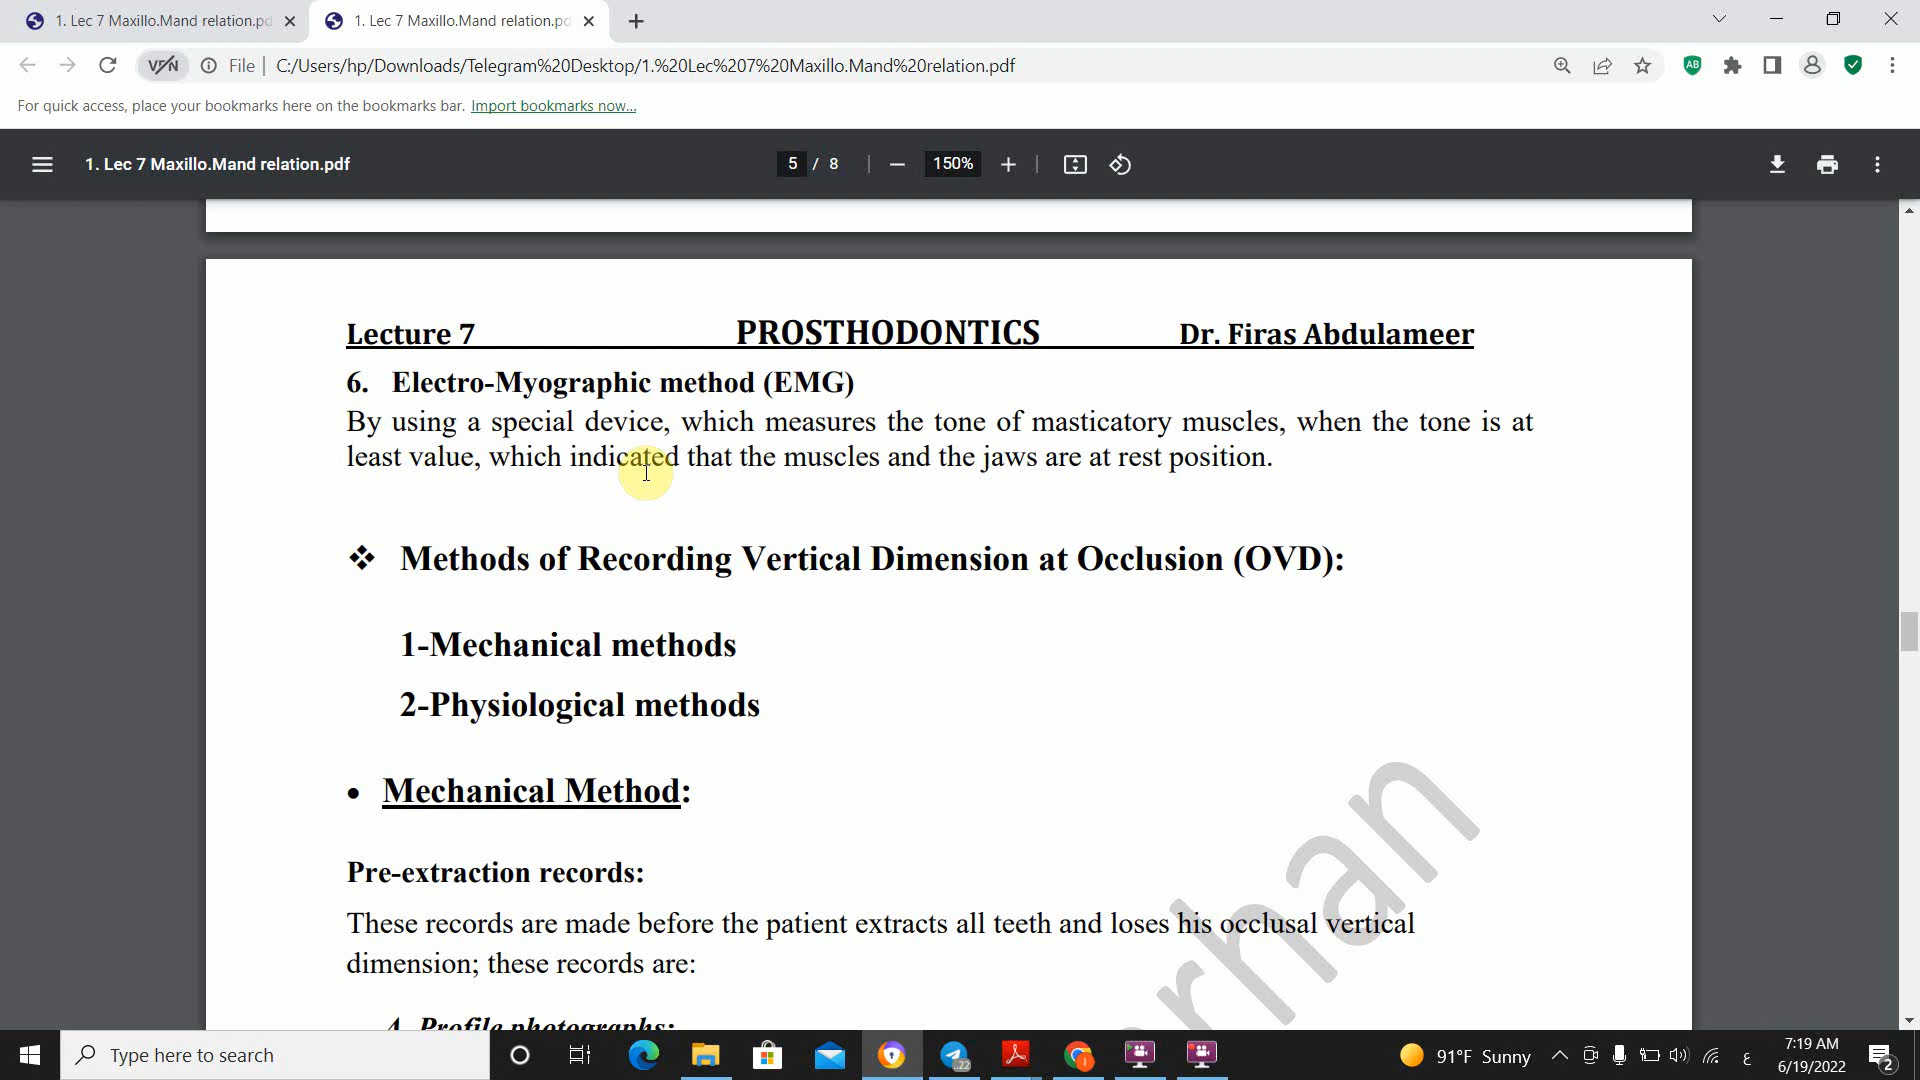 1. Lec 7 Maxillo.Mand relation.pd
1. Lec 7 Maxillo.Mand relation.pd
VPN
File
C:/Users/hp/Downloads/Telegram%20Desktop/1.%20Lec%207%20Maxillo.Mand%20relation.pdf
AB
For quick access, place your bookmarks here on the bookmarks bar. Import bookmarks now...
1. Lec 7 Maxillo.Mand relation.pdf
5 / 8
150%
Lecture 7 PROSTHODONTICS Dr. Firas Abdulameer
6. Electro-Myographic method (EMG)
By using a special device, which measures the tone of masticatory muscles, when the tone is at
least value, which indicated that the muscles and the jaws are at rest position.
❖ Methods of Recording Vertical Dimension at Occlusion (OVD):
1-Mechanical methods
2-Physiological methods
• Mechanical Method:
Pre-extraction records:
These records are made before the patient extracts all teeth and loses his occlusal vertical
dimension; these records are:
A. Profile photographs:
rhan
Type here to search
22
91°F Sunny
ع
7:19 AM
6/19/2022
2